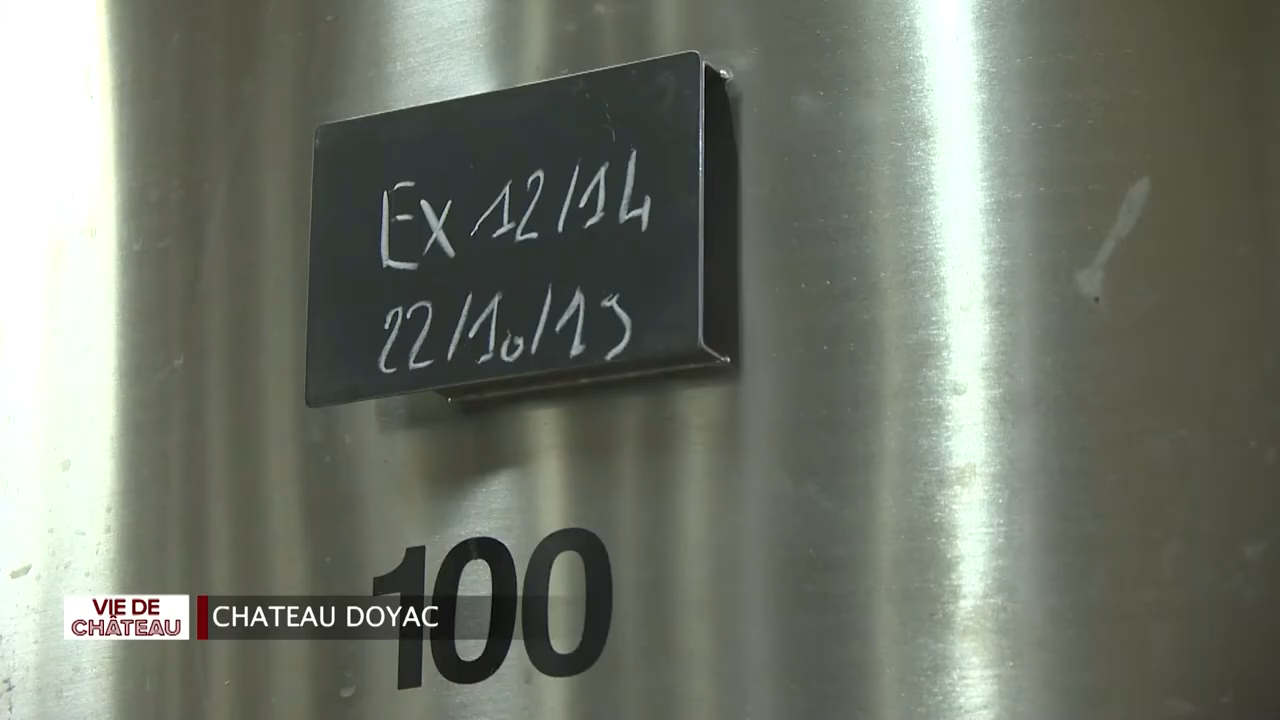 Ex 12/14
22/10/19
100
VIE DE
CHÂTEAU
CHATEAU DOYAC